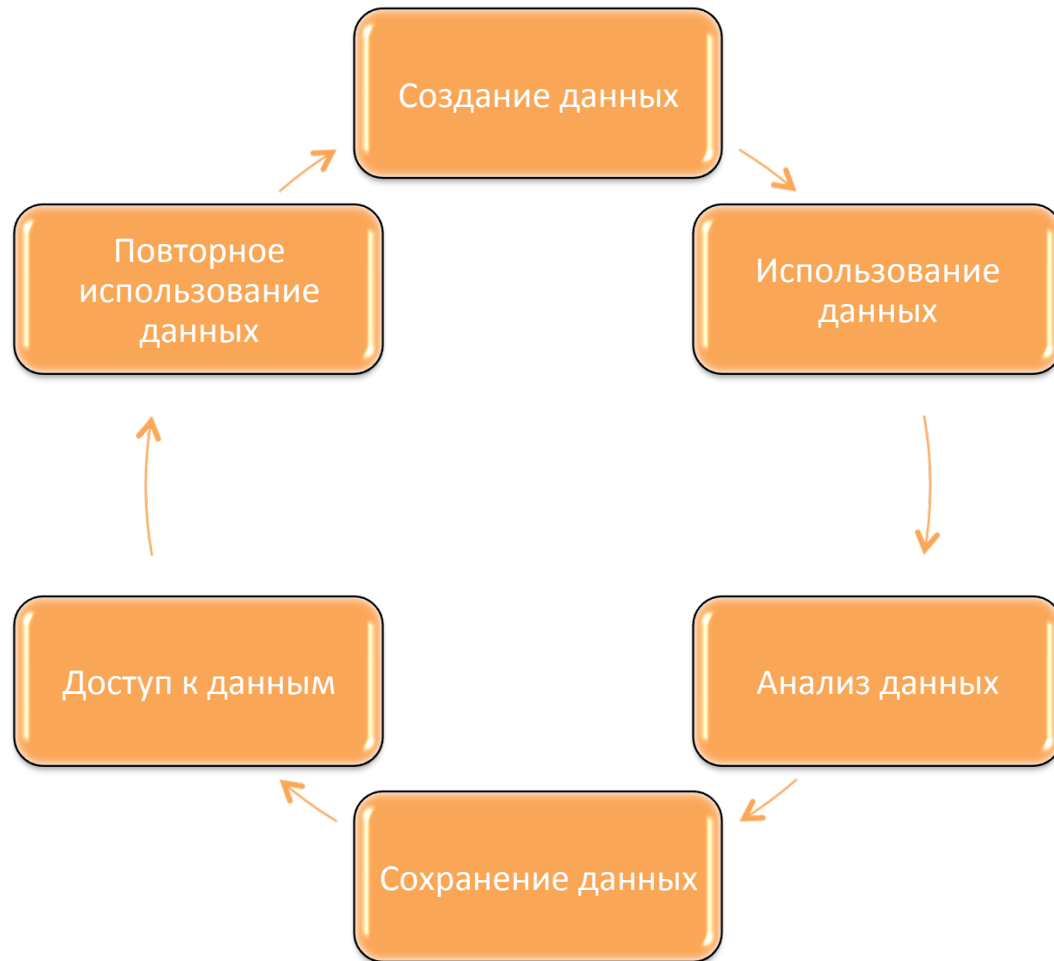 Создание данных
Использование
данных
Анализ данных
Сохранение данных
Доступ к данным
Повторное
использование
данных